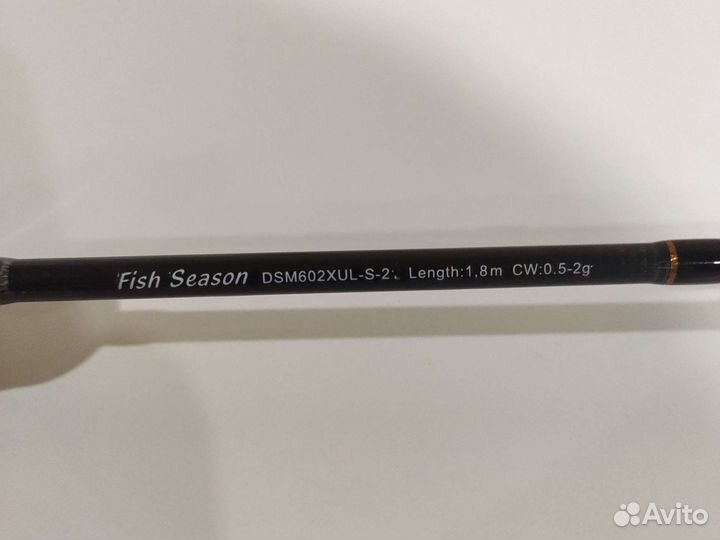 Fish Season DSM602XUL-S-2. Length:1,8m CW:0.5-2g
Avito